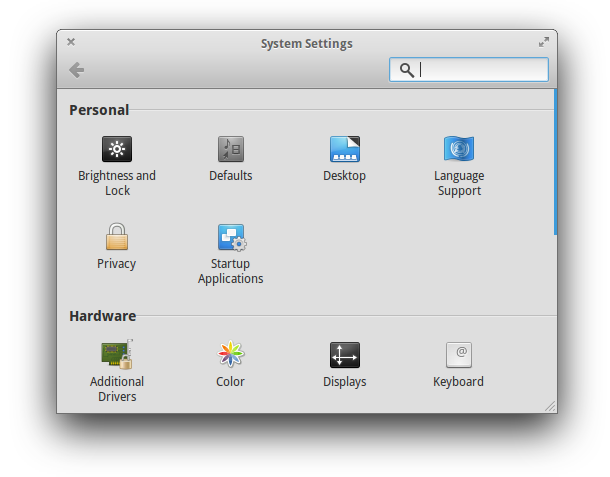 System Settings
Personal
Brightness and
Lock
Defaults
Desktop
Language
Support
Privacy
Startup
Applications
Hardware
Additional
Drivers
Color
Displays
@
Keyboard